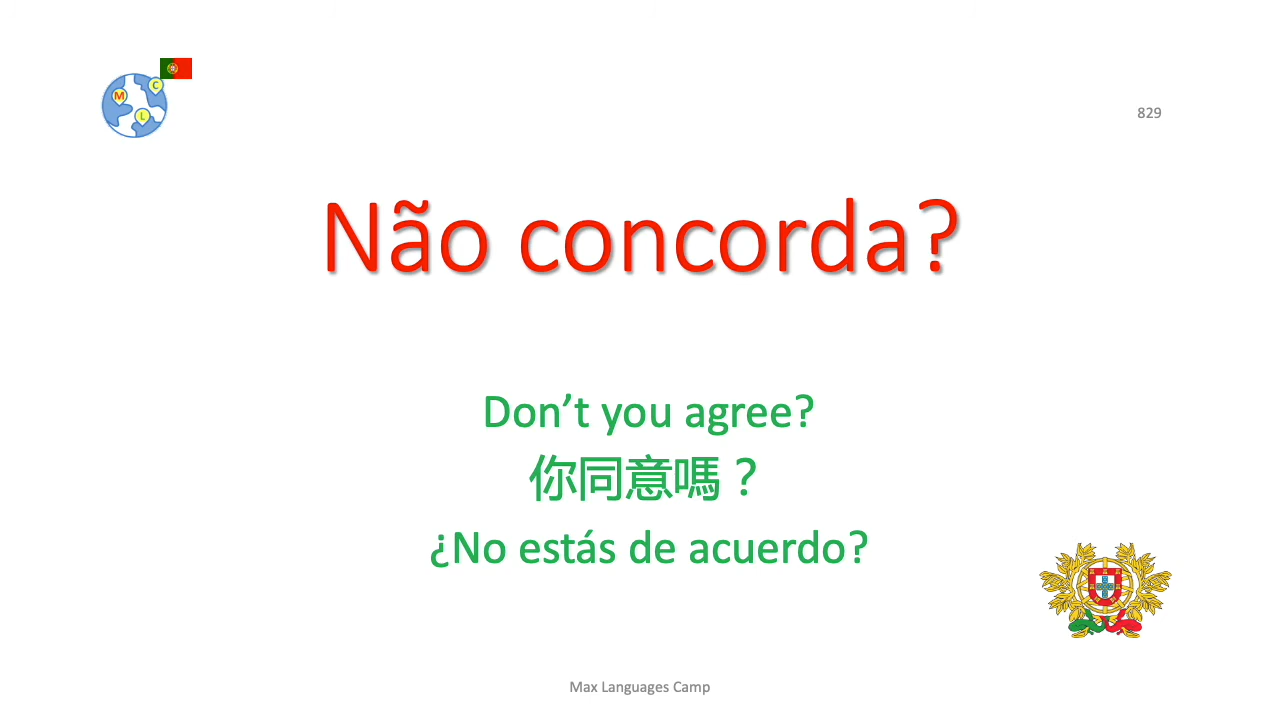 M
C
L
829
Não concorda?
Don’t you agree?
你同意嗎？
¿No estás de acuerdo?
Max Languages Camp